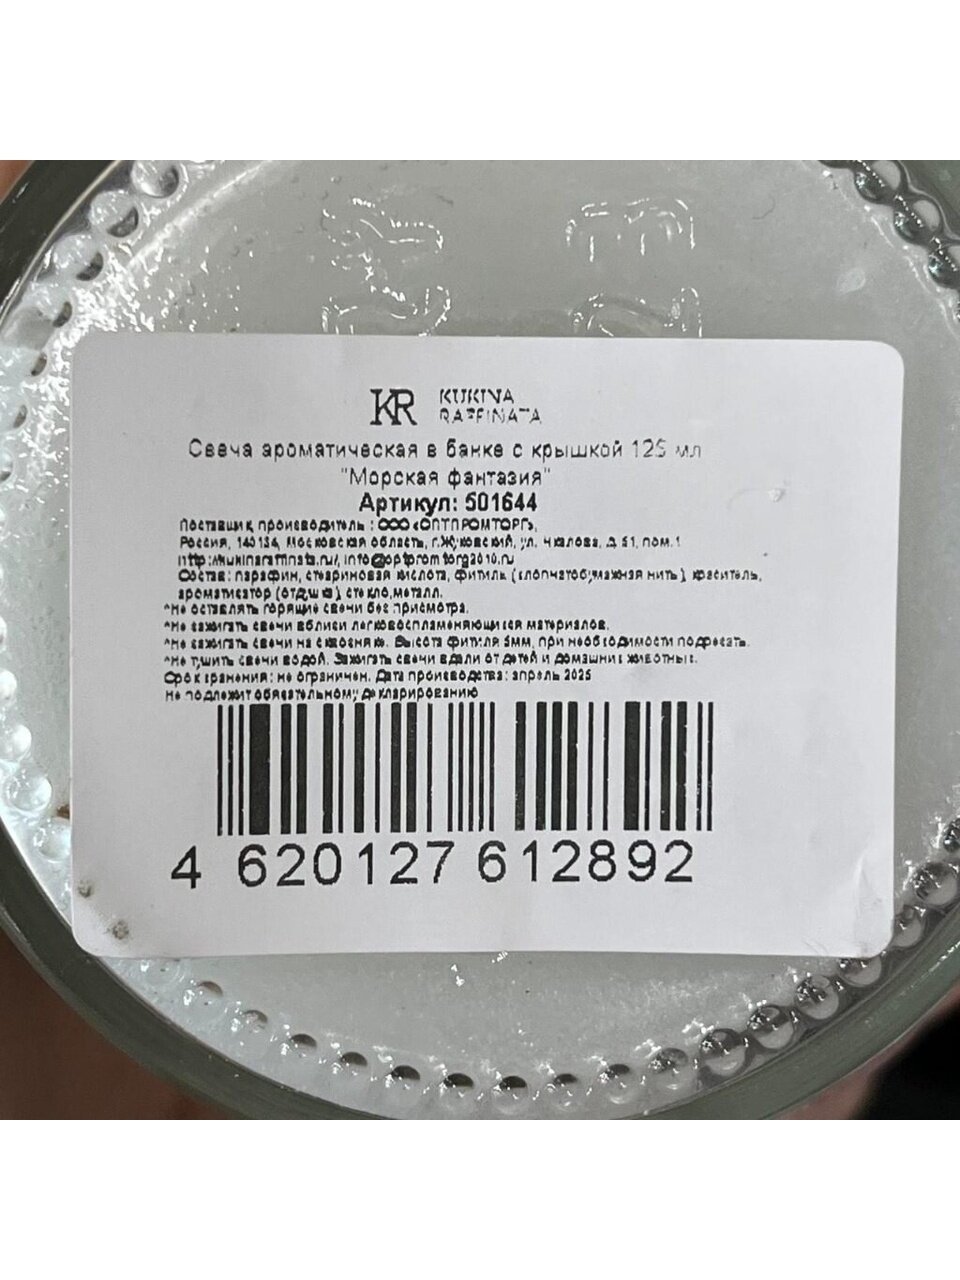 KR KUKINA
RAFFINATA
Свеча ароматическая в банке с крышкой 125 мл
"Морская фантазия"
Артикул: 501644
Поставщик, производитель : ООО «ОПТПРОМТОРГ»,
Россия, 140184, Московская область, г.Жуковский, ул. Чкалова, д.51, пом.1
http://kukinaraffinata.ru/, info@optpromtorg2010.ru
Состав: парафин, стеариновая кислота, фитиль (хлопчатобумажная нить), краситель,
ароматизатор (отдушка), стекло,металл.
*Не оставлять горящие свечи без присмотра.
*Не зажигать свечи вблизи легковоспламеняющихся материалов.
*Не зажигать свечи на сквозняке. Высота фитиля 5мм, при необходимости подрезать.
*Не тушить свечи водой. Зажигать свечи вдали от детей и домашних животных.
Срок хранения: не ограничен. Дата производства: апрель 2025
Не подлежит обязательному декларированию
4 620127 612892